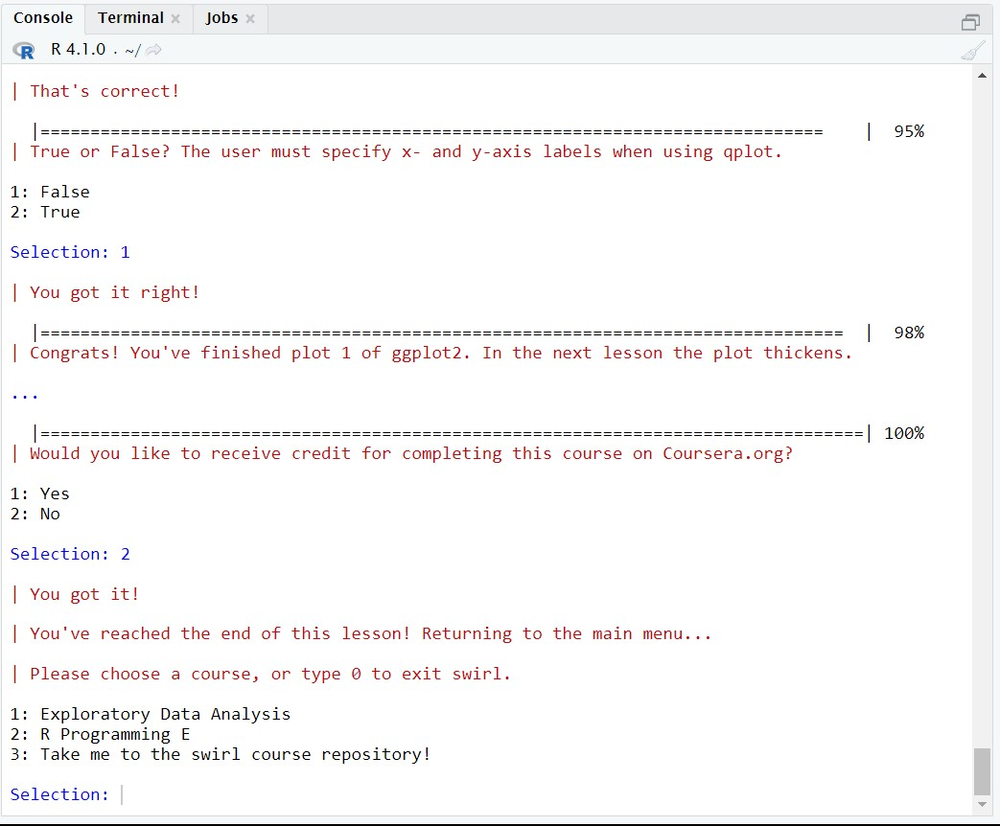 Console Terminal × Jobs ×
R R 4.1.0 . ~/
| That's correct!
|============================================================================== | 95%
| True or False? The user must specify x- and y-axis labels when using qplot.
1: False
2: True
Selection: 1
| You got it right!
|================================================================================ | 98%
| Congrats! You've finished plot 1 of ggplot2. In the next lesson the plot thickens.
...
|==================================================================================| 100%
| Would you like to receive credit for completing this course on Coursera.org?
1: Yes
2: No
Selection: 2
| You got it!
| You've reached the end of this lesson! Returning to the main menu...
| Please choose a course, or type 0 to exit swirl.
1: Exploratory Data Analysis
2: R Programming E
3: Take me to the swirl course repository!
Selection: